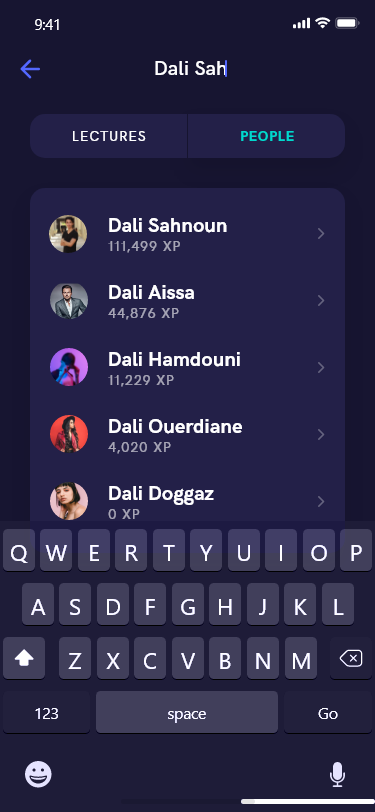 9:41
Dali Sah
LECTURES
PEOPLE
Dali Sahnoun
111,499 XP
Dali Aissa
44,876 XP
Dali Hamdouni
11,229 XP
Dali Ouerdiane
4,020 XP
Dali Doggaz
0 XP
Q W E R T Y U I O P
A S D F G H J K L
Z X C V B N M
123 space Go